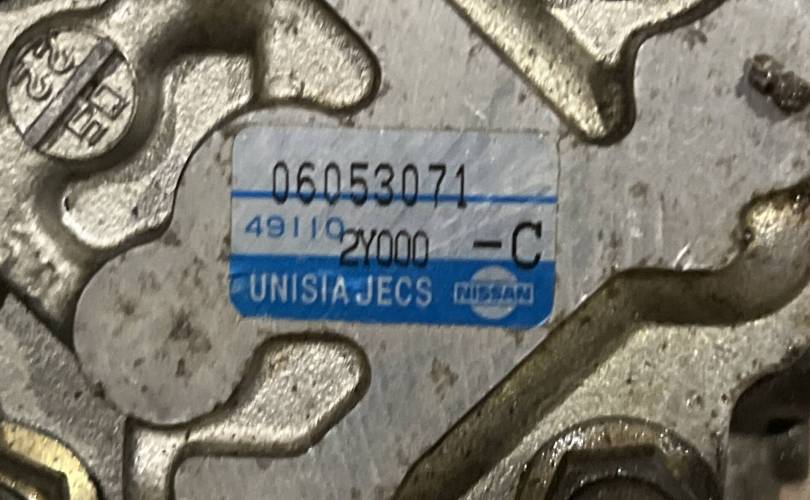 06053071
49110 2Y000 -C
UNISIA JECS NISSAN